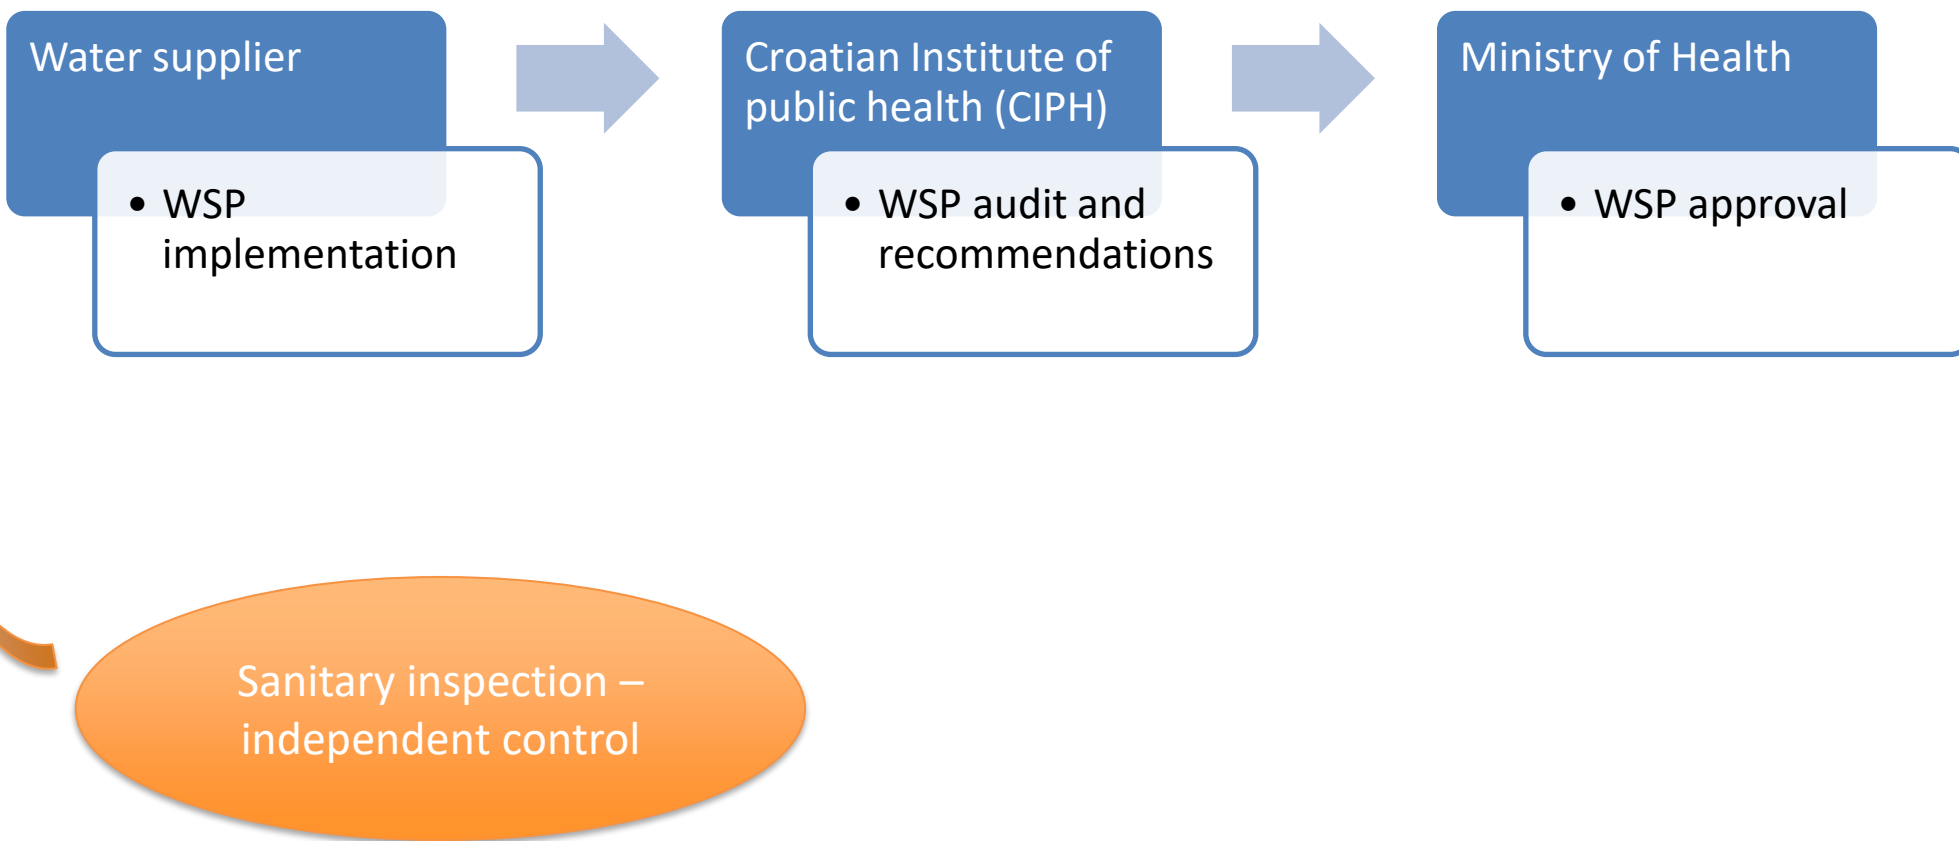 Water supplier
• WSP
implementation
Croatian Institute of
public health (CIPH)
• WSP audit and
recommendations
Ministry of Health
• WSP approval
Sanitary inspection –
independent control